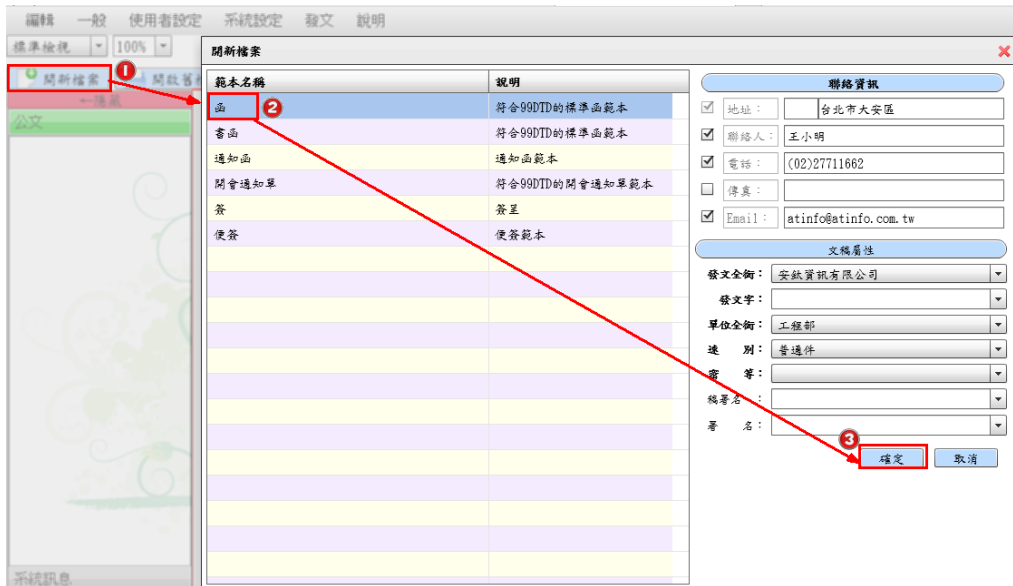 編輯 一般 使用者設定 系統設定 發文 說明
標準檢視 100%
開新檔案 1 開啟舊
←隱藏
公文
系統訊息
開新檔案
範本名稱 說明
函 2 符合99DTD的標準函範本
書函 符合99DTD的標準函範本
通知函 通知函範本
開會通知單 符合99DTD的開會通知單範本
簽 簽呈
便簽 便簽範本
聯絡資訊
地址： 台北市大安區
聯絡人： 王小明
電話： (02)27711662
傳真：
Email： atinfo@atinfo.com.tw
文稿屬性
發文全銜： 安欽資訊有限公司
發文字：
單位全銜： 工程部
速 別： 普通件
密 等：
稿署名 ：
署 名：
3
確定 取消